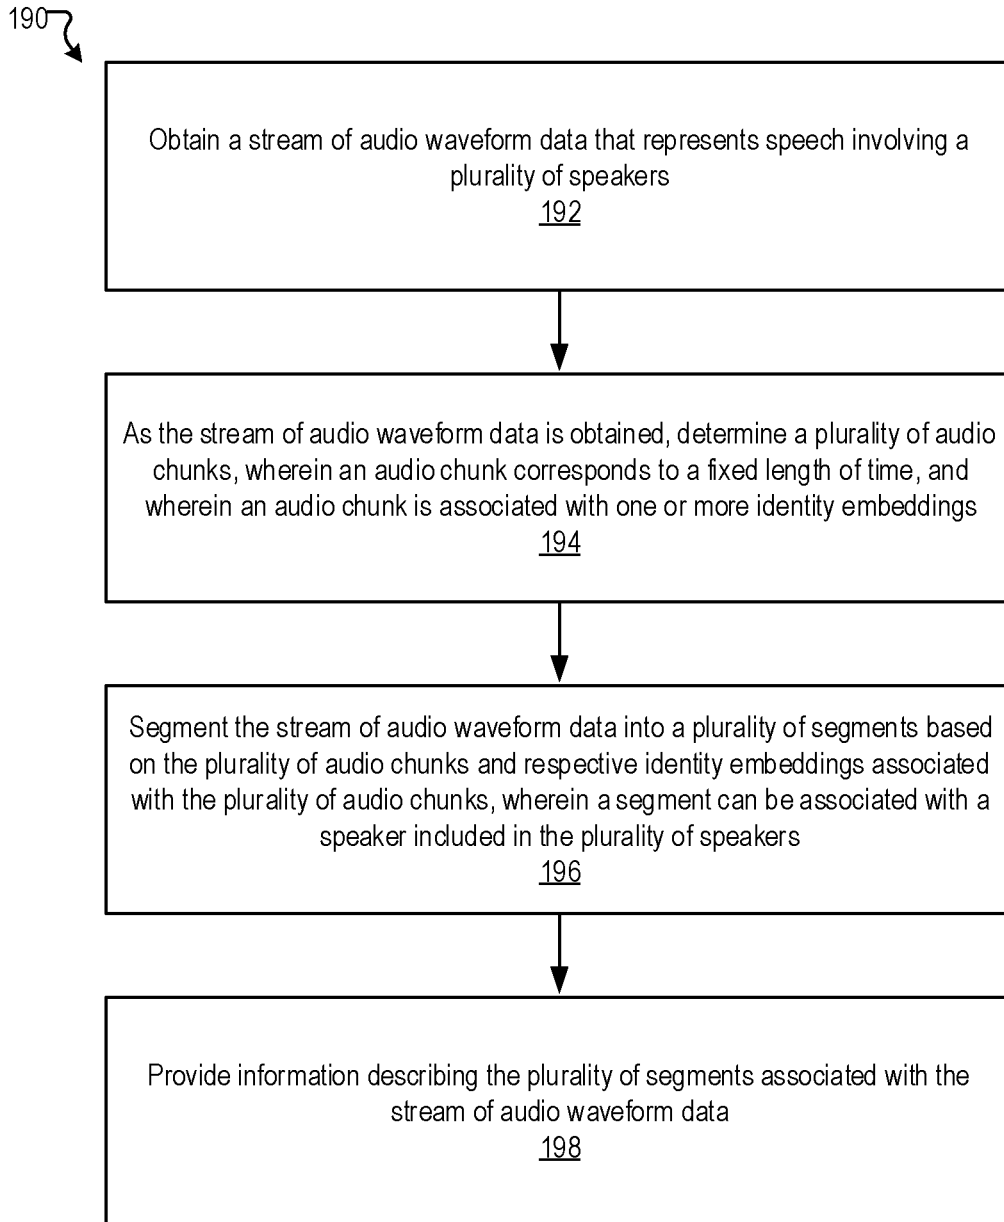 190
Obtain a stream of audio waveform data that represents speech involving a
plurality of speakers
192
As the stream of audio waveform data is obtained, determine a plurality of audio
chunks, wherein an audio chunk corresponds to a fixed length of time, and
wherein an audio chunk is associated with one or more identity embeddings
194
Segment the stream of audio waveform data into a plurality of segments based
on the plurality of audio chunks and respective identity embeddings associated
with the plurality of audio chunks, wherein a segment can be associated with a
speaker included in the plurality of speakers
196
Provide information describing the plurality of segments associated with the
stream of audio waveform data
198